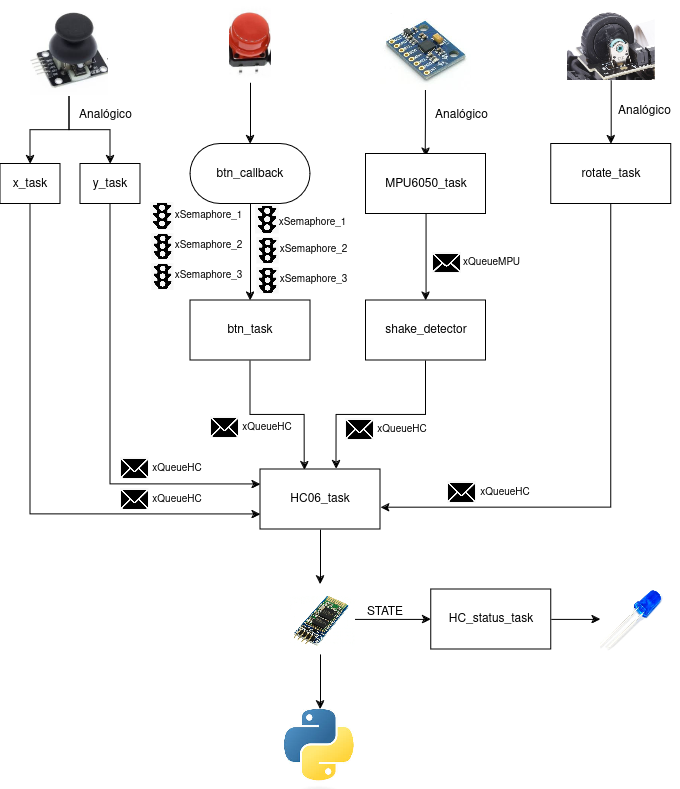 Analógico
Analógico
Analógico
x_task
y_task
btn_callback
MPU6050_task
rotate_task
xSemaphore_1
xSemaphore_1
xSemaphore_2
xSemaphore_2
xSemaphore_3
xSemaphore_3
xQueueMPU
btn_task
shake_detector
xQueueHC
xQueueHC
xQueueHC
xQueueHC
xQueueHC
HC06_task
STATE
HC_status_task